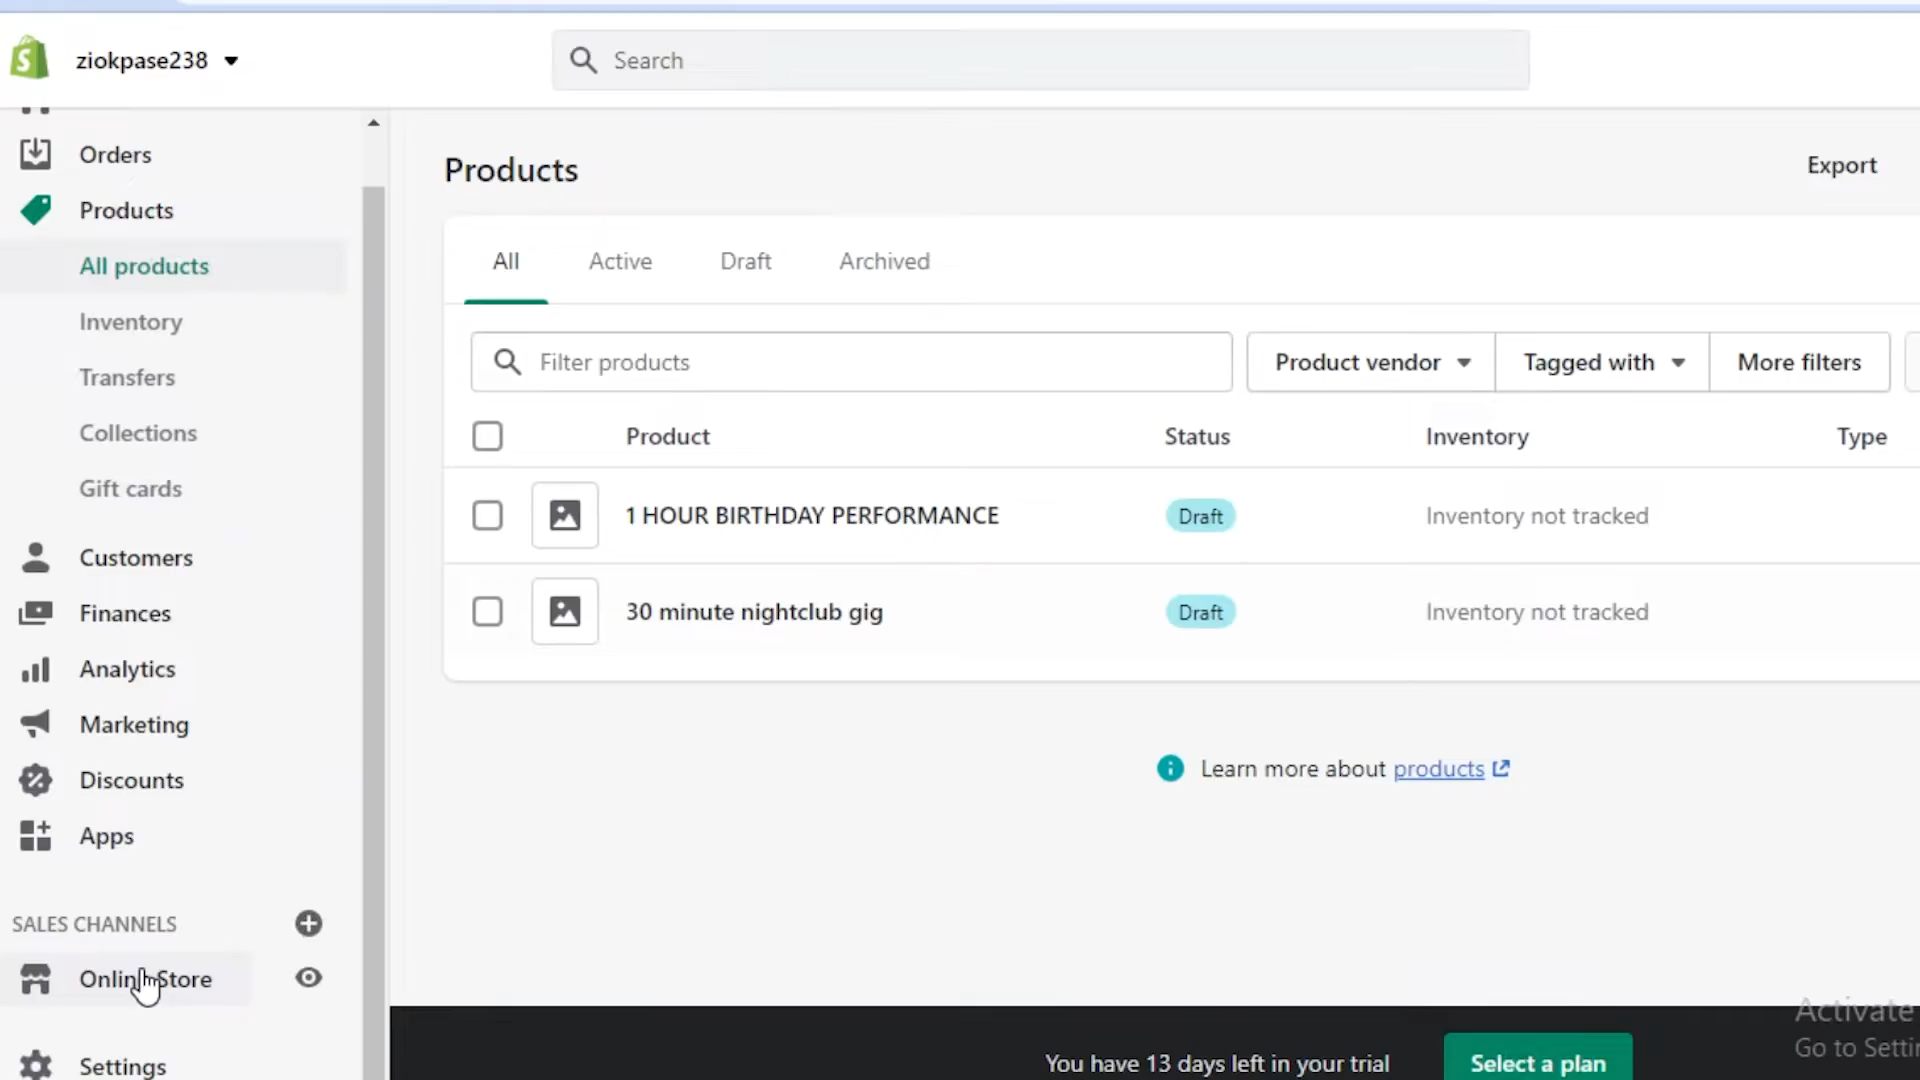 ziokpase238
Search
Orders
Products
All products
Inventory
Transfers
Collections
Gift cards
Customers
Finances
Analytics
Marketing
Discounts
Apps
SALES CHANNELS
Online Store
Settings
Products
Export
All Active Draft Archived
Filter products
Product vendor
Tagged with
More filters
Product Status Inventory Type
1 HOUR BIRTHDAY PERFORMANCE Draft Inventory not tracked
30 minute nightclub gig Draft Inventory not tracked
Learn more about products
You have 13 days left in your trial
Select a plan
Activate
Go to Setti